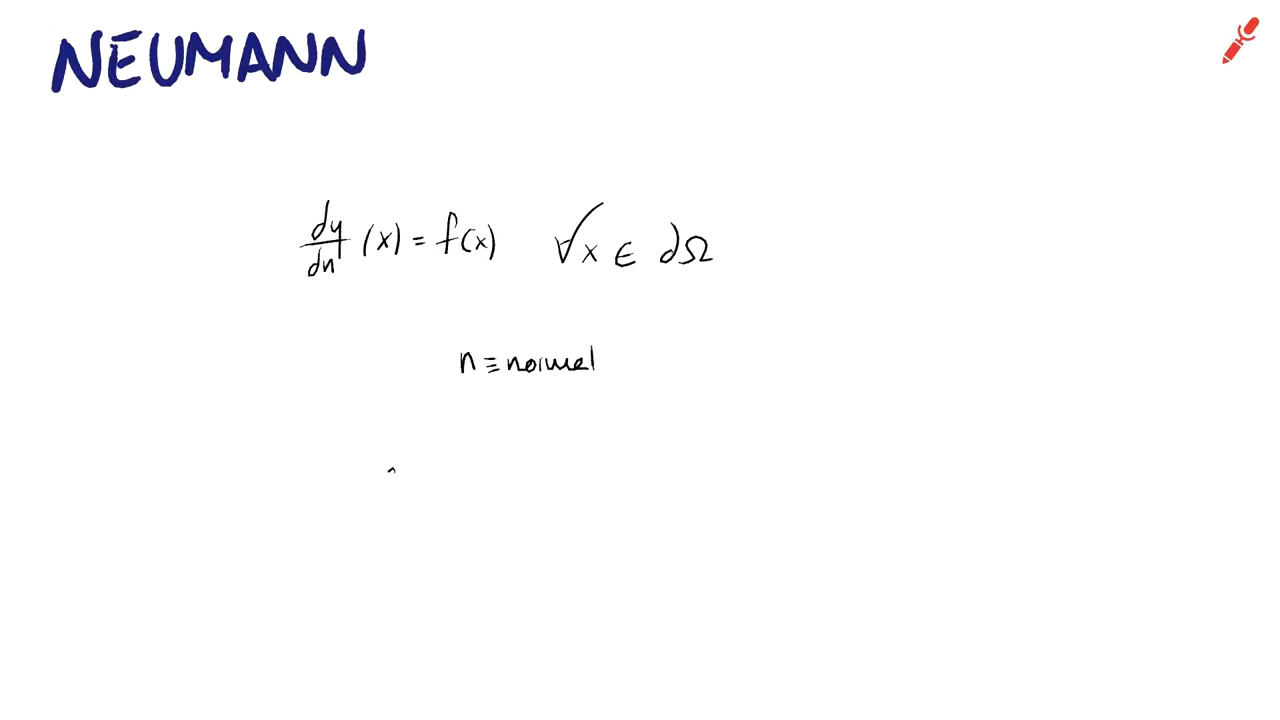 NEUMANN
dy/dn (x) = f(x) ∀x ∈ ∂Ω
n ≡ normal